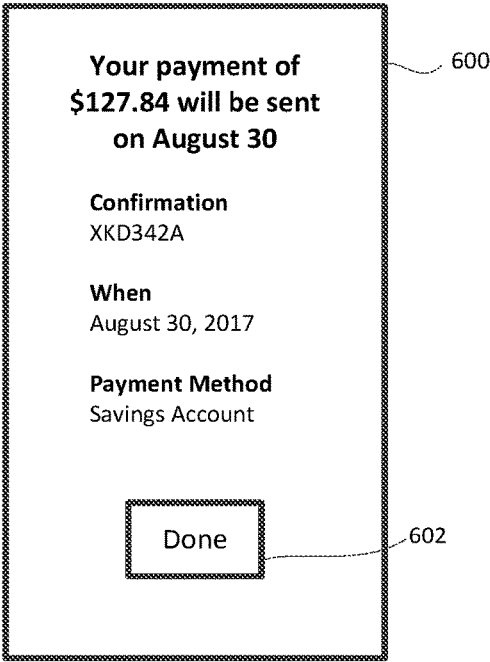 Your payment of
$127.84 will be sent
on August 30
600
Confirmation
XKD342A
When
August 30, 2017
Payment Method
Savings Account
Done
602